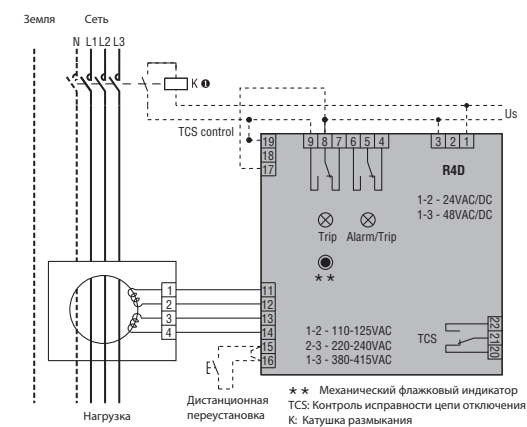 Земля
Сеть
N L1 L2 L3
K ❶
Us
TCS control
19
18
17
9 8 7 6 5 4
3 2 1
R4D
1-2 - 24VAC/DC
1-3 - 48VAC/DC
Trip
Alarm/Trip
* *
1
2
3
4
11
12
13
14
15
16
1-2 - 110-125VAC
2-3 - 220-240VAC
1-3 - 380-415VAC
TCS
22
21
20
E
Дистанционная
переустановка
Нагрузка
* * Механический флажковый индикатор
TCS: Контроль исправности цепи отключения
K: Катушка размыкания